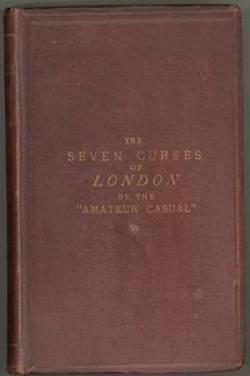 THE
SEVEN CURSES
OF
LONDON
BY THE
"AMATEUR CASUAL"